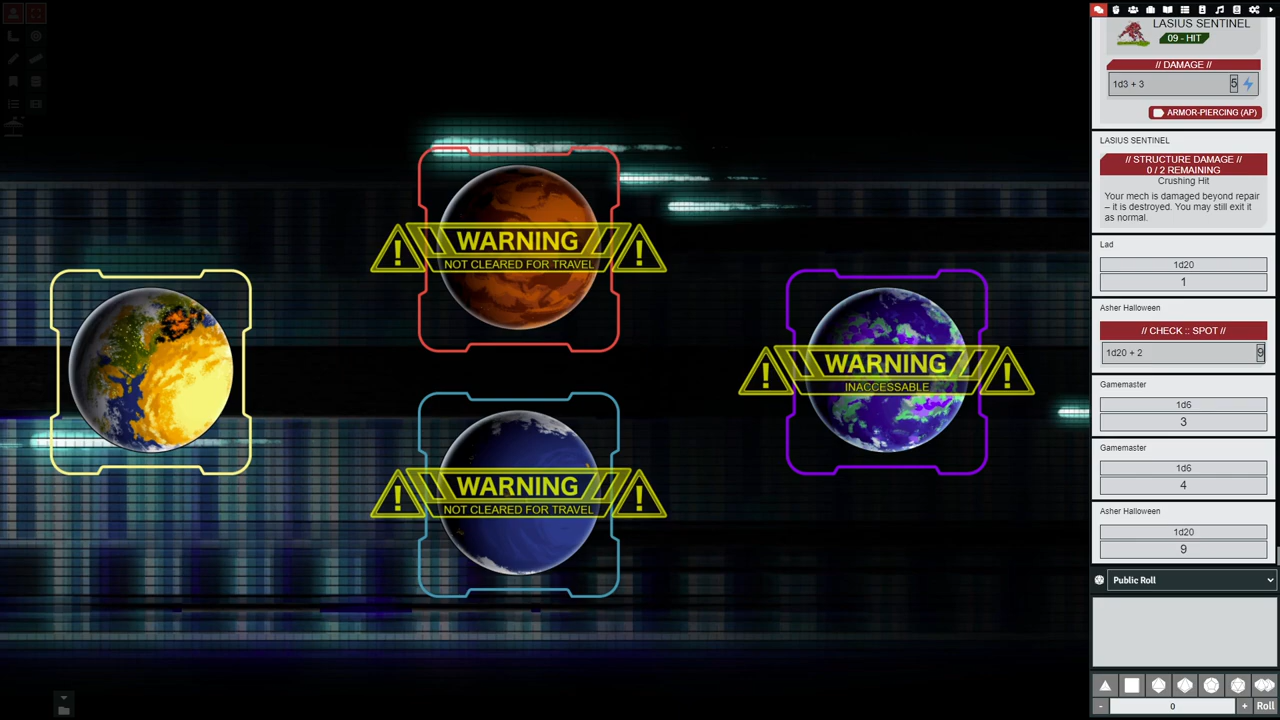 WARNING
NOT CLEARED FOR TRAVEL
WARNING
INACCESSABLE
WARNING
NOT CLEARED FOR TRAVEL
LASIUS SENTINEL
09 - HIT
// DAMAGE //
1d3 + 3 5
ARMOR-PIERCING (AP)
LASIUS SENTINEL
// STRUCTURE DAMAGE //
0 / 2 REMAINING
Crushing Hit
Your mech is damaged beyond repair
– it is destroyed. You may still exit it
as normal.
Lad
1d20
1
Asher Halloween
// CHECK :: SPOT //
1d20 + 2 9
Gamemaster
1d6
3
Gamemaster
1d6
4
Asher Halloween
1d20
9
Public Roll
- 0 + Roll